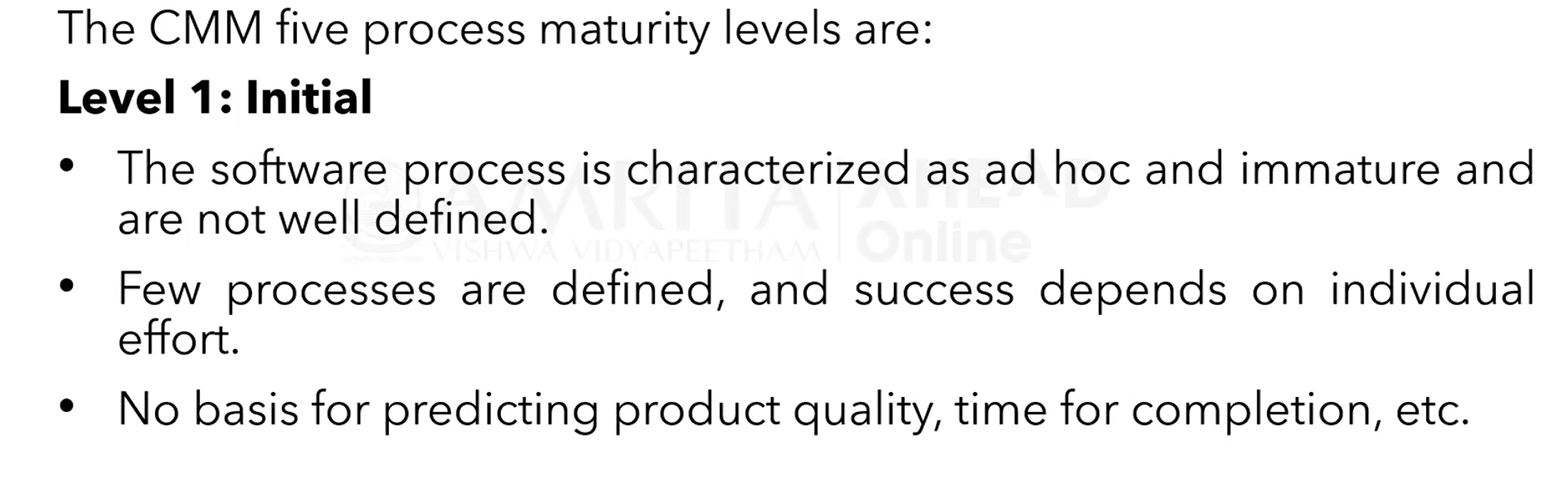 The CMM five process maturity levels are:
Level 1: Initial
• The software process is characterized as ad hoc and immature and
are not well defined.
• Few processes are defined, and success depends on individual
effort.
• No basis for predicting product quality, time for completion, etc.
AMRITA
VISHWA VIDYAPEETHAM
AHEAD
Online